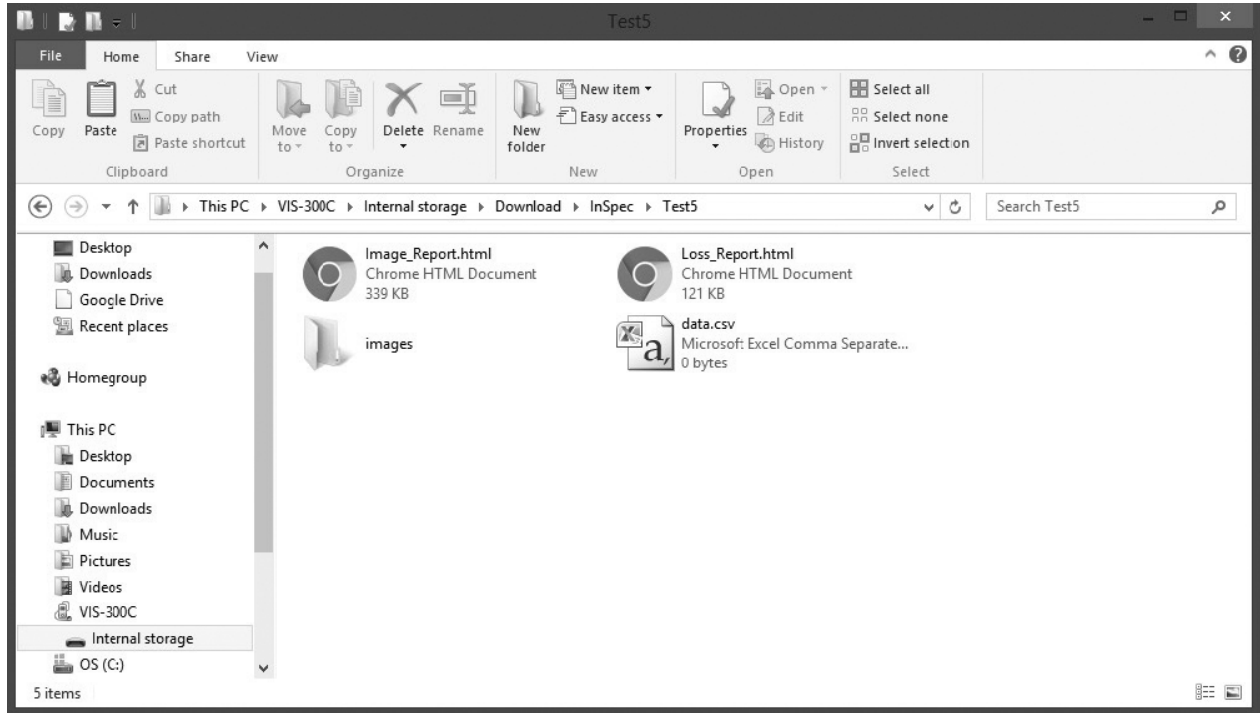 Test5
File Home Share View
Copy
Paste
Cut
Copy path
Paste shortcut
Clipboard
Move to
Copy to
Delete
Rename
Organize
New folder
New item
Easy access
New
Properties
Open
Edit
History
Open
Select all
Select none
Invert selection
Select
This PC VIS-300C Internal storage Download InSpec Test5
Search Test5
Desktop
Downloads
Google Drive
Recent places
Homegroup
This PC
Desktop
Documents
Downloads
Music
Pictures
Videos
VIS-300C
Internal storage
OS (C:)
Image_Report.html
Chrome HTML Document
339 KB
Loss_Report.html
Chrome HTML Document
121 KB
images
data.csv
Microsoft Excel Comma Separate...
0 bytes
5 items